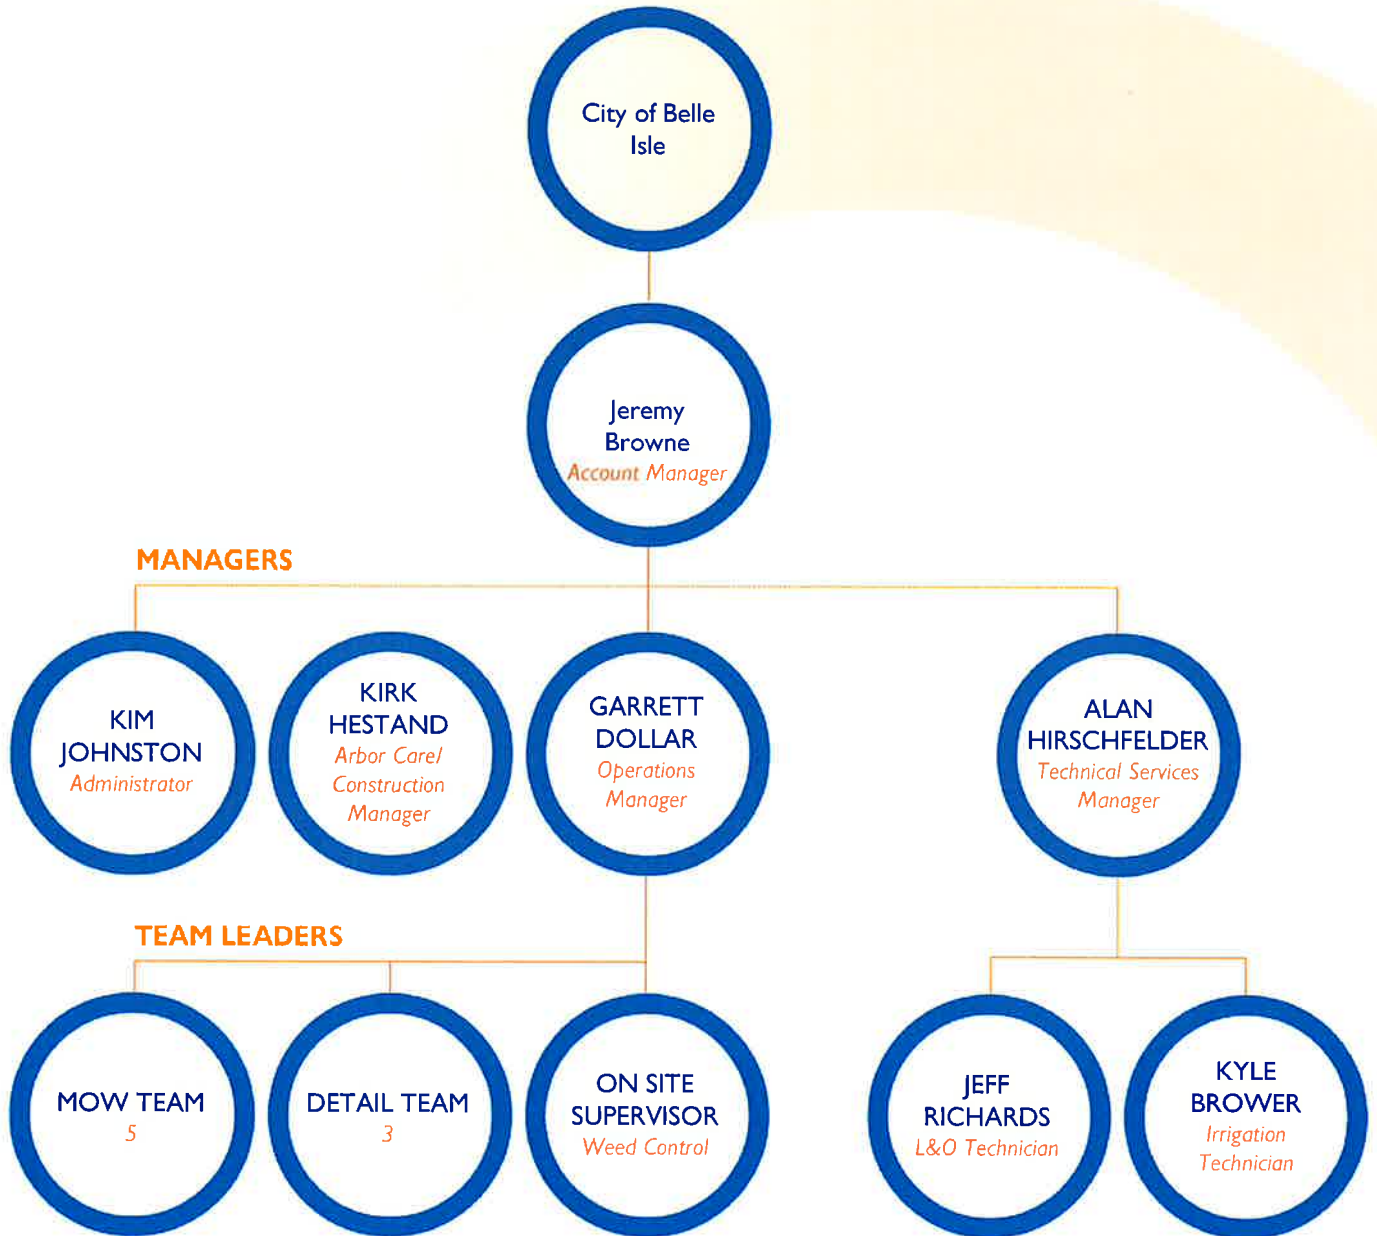 City of Belle
Isle
Jeremy
Browne
Account Manager
MANAGERS
KIM
JOHNSTON
Administrator
KIRK
HESTAND
Arbor Care/
Construction
Manager
GARRETT
DOLLAR
Operations
Manager
ALAN
HIRSCHFELDER
Technical Services
Manager
TEAM LEADERS
MOW TEAM
5
DETAIL TEAM
3
ON SITE
SUPERVISOR
Weed Control
JEFF
RICHARDS
L&O Technician
KYLE
BROWER
Irrigation
Technician